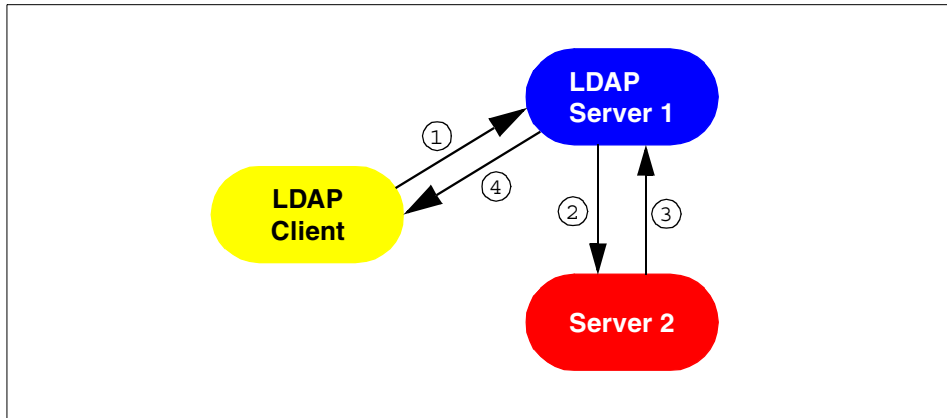 LDAP
Server 1
1
4
LDAP
Client
2
3
Server 2